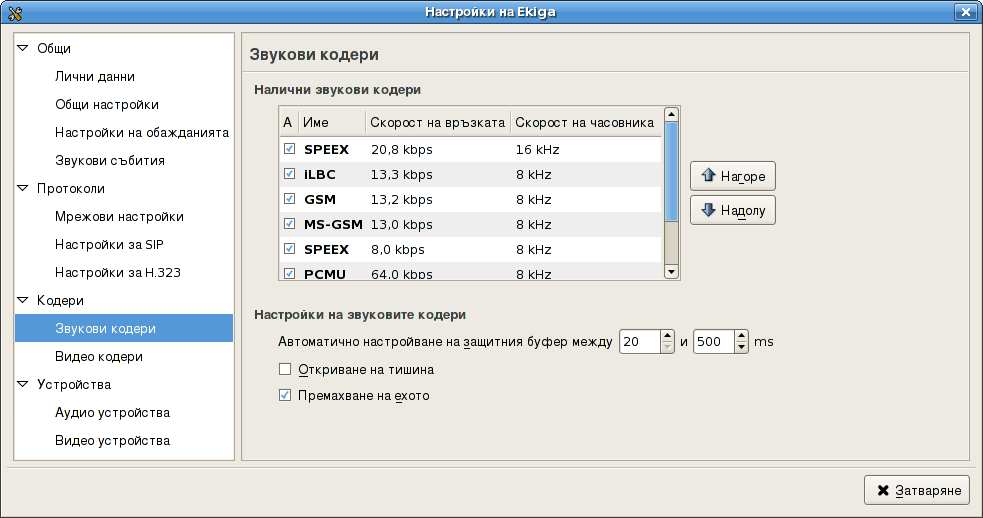 Настройки на Ekiga
Общи
Лични данни
Общи настройки
Настройки на обажданията
Звукови събития
Протоколи
Мрежови настройки
Настройки за SIP
Настройки за H.323
Кодери
Звукови кодери
Видео кодери
Устройства
Аудио устройства
Видео устройства
Звукови кодери
Налични звукови кодери
А Име Скорост на връзката Скорост на часовника
SPEEX 20,8 kbps 16 kHz
iLBC 13,3 kbps 8 kHz
GSM 13,2 kbps 8 kHz
MS-GSM 13,0 kbps 8 kHz
SPEEX 8,0 kbps 8 kHz
PCMU 64,0 kbps 8 kHz
Нагоре
Надолу
Настройки на звуковите кодери
Автоматично настройване на защитния буфер между 20 и 500 ms
Откриване на тишина
Премахване на ехото
Затваряне